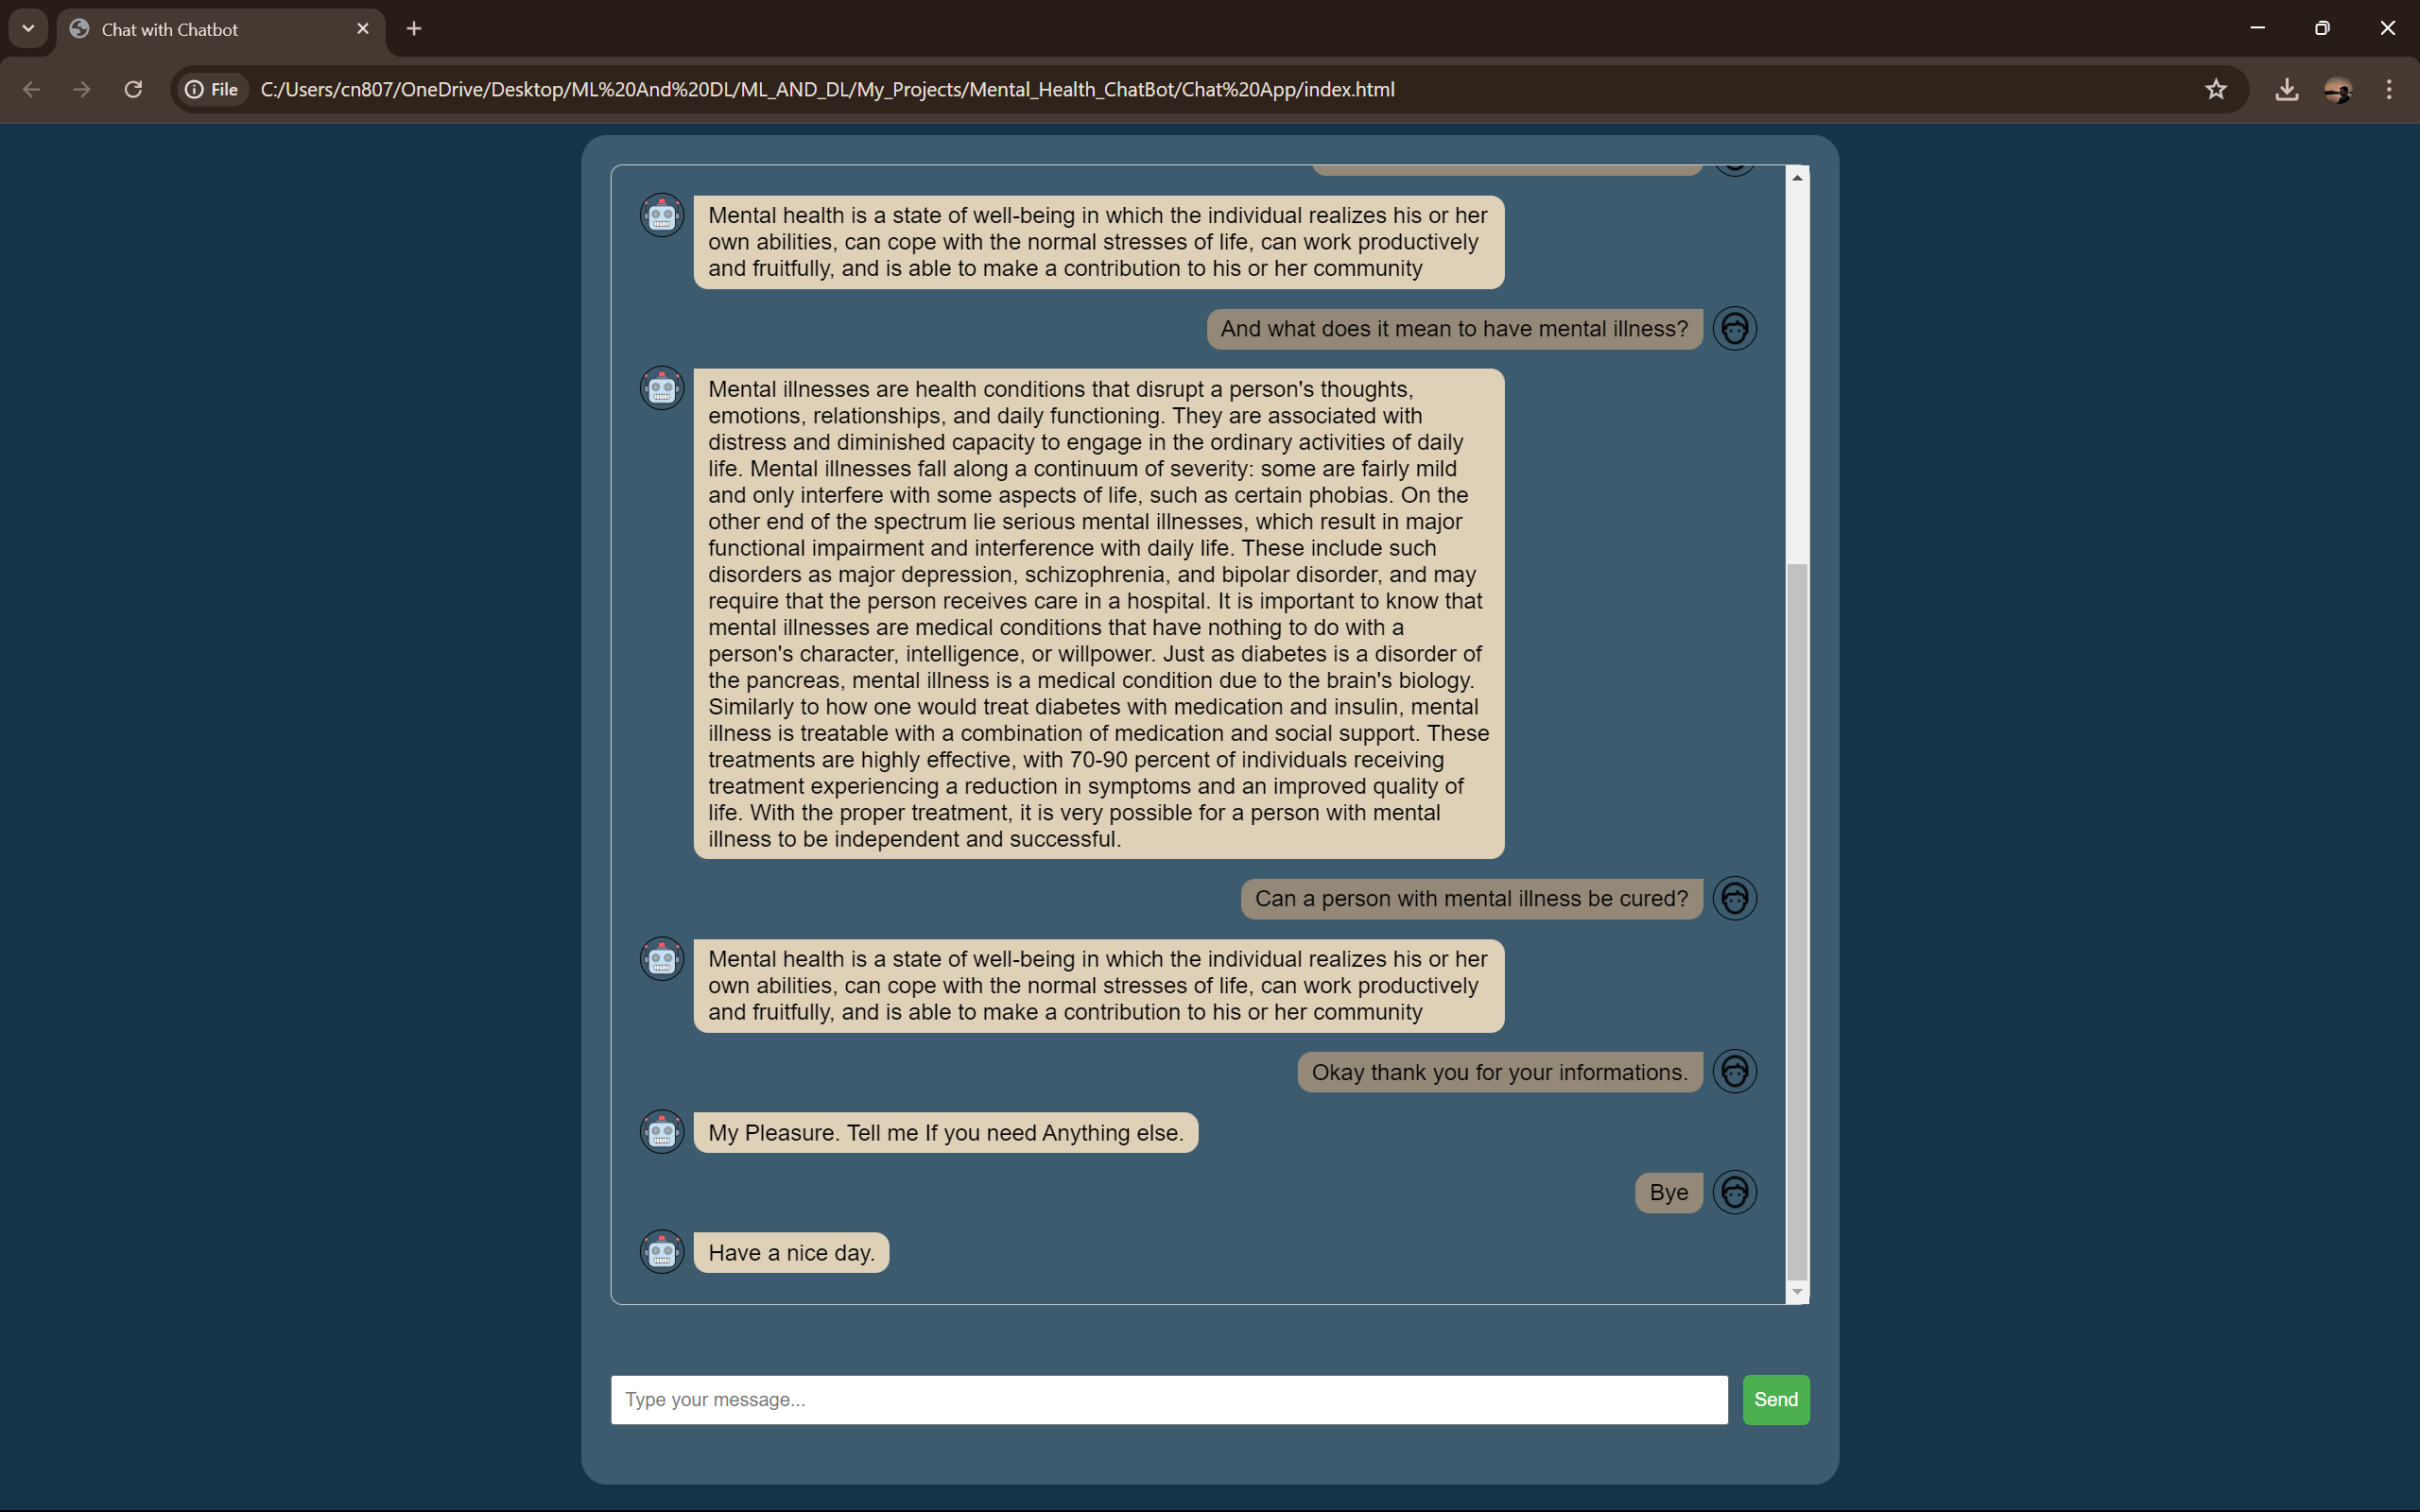 Chat with Chatbot
File
C:/Users/cn807/OneDrive/Desktop/ML%20And%20DL/ML_AND_DL/My_Projects/Mental_Health_ChatBot/Chat%20App/index.html
Mental health is a state of well-being in which the individual realizes his or her
own abilities, can cope with the normal stresses of life, can work productively
and fruitfully, and is able to make a contribution to his or her community
And what does it mean to have mental illness?
Mental illnesses are health conditions that disrupt a person's thoughts,
emotions, relationships, and daily functioning. They are associated with
distress and diminished capacity to engage in the ordinary activities of daily
life. Mental illnesses fall along a continuum of severity: some are fairly mild
and only interfere with some aspects of life, such as certain phobias. On the
other end of the spectrum lie serious mental illnesses, which result in major
functional impairment and interference with daily life. These include such
disorders as major depression, schizophrenia, and bipolar disorder, and may
require that the person receives care in a hospital. It is important to know that
mental illnesses are medical conditions that have nothing to do with a
person's character, intelligence, or willpower. Just as diabetes is a disorder of
the pancreas, mental illness is a medical condition due to the brain's biology.
Similarly to how one would treat diabetes with medication and insulin, mental
illness is treatable with a combination of medication and social support. These
treatments are highly effective, with 70-90 percent of individuals receiving
treatment experiencing a reduction in symptoms and an improved quality of
life. With the proper treatment, it is very possible for a person with mental
illness to be independent and successful.
Can a person with mental illness be cured?
Mental health is a state of well-being in which the individual realizes his or her
own abilities, can cope with the normal stresses of life, can work productively
and fruitfully, and is able to make a contribution to his or her community
Okay thank you for your informations.
My Pleasure. Tell me If you need Anything else.
Bye
Have a nice day.
Type your message...
Send